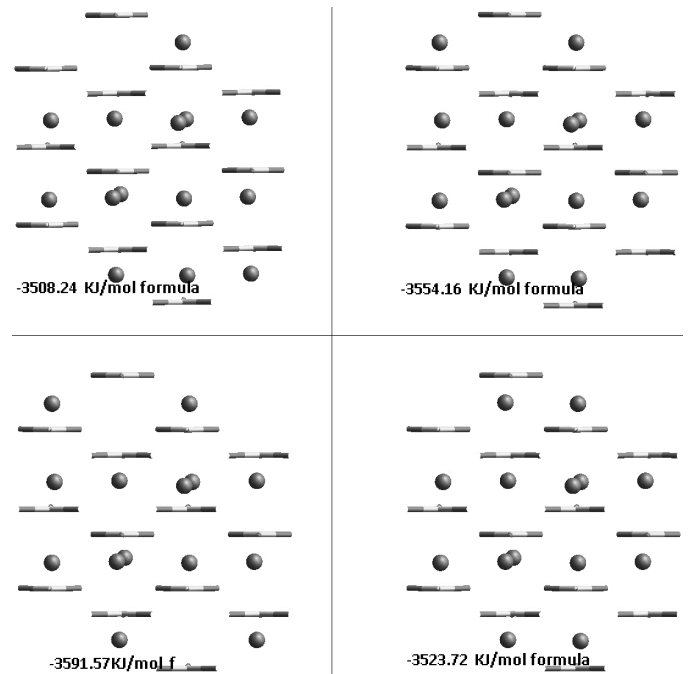 -3508.24 KJ/mol formula
-3554.16 KJ/mol formula
-3591.57KJ/mol f
-3523.72 KJ/mol formula